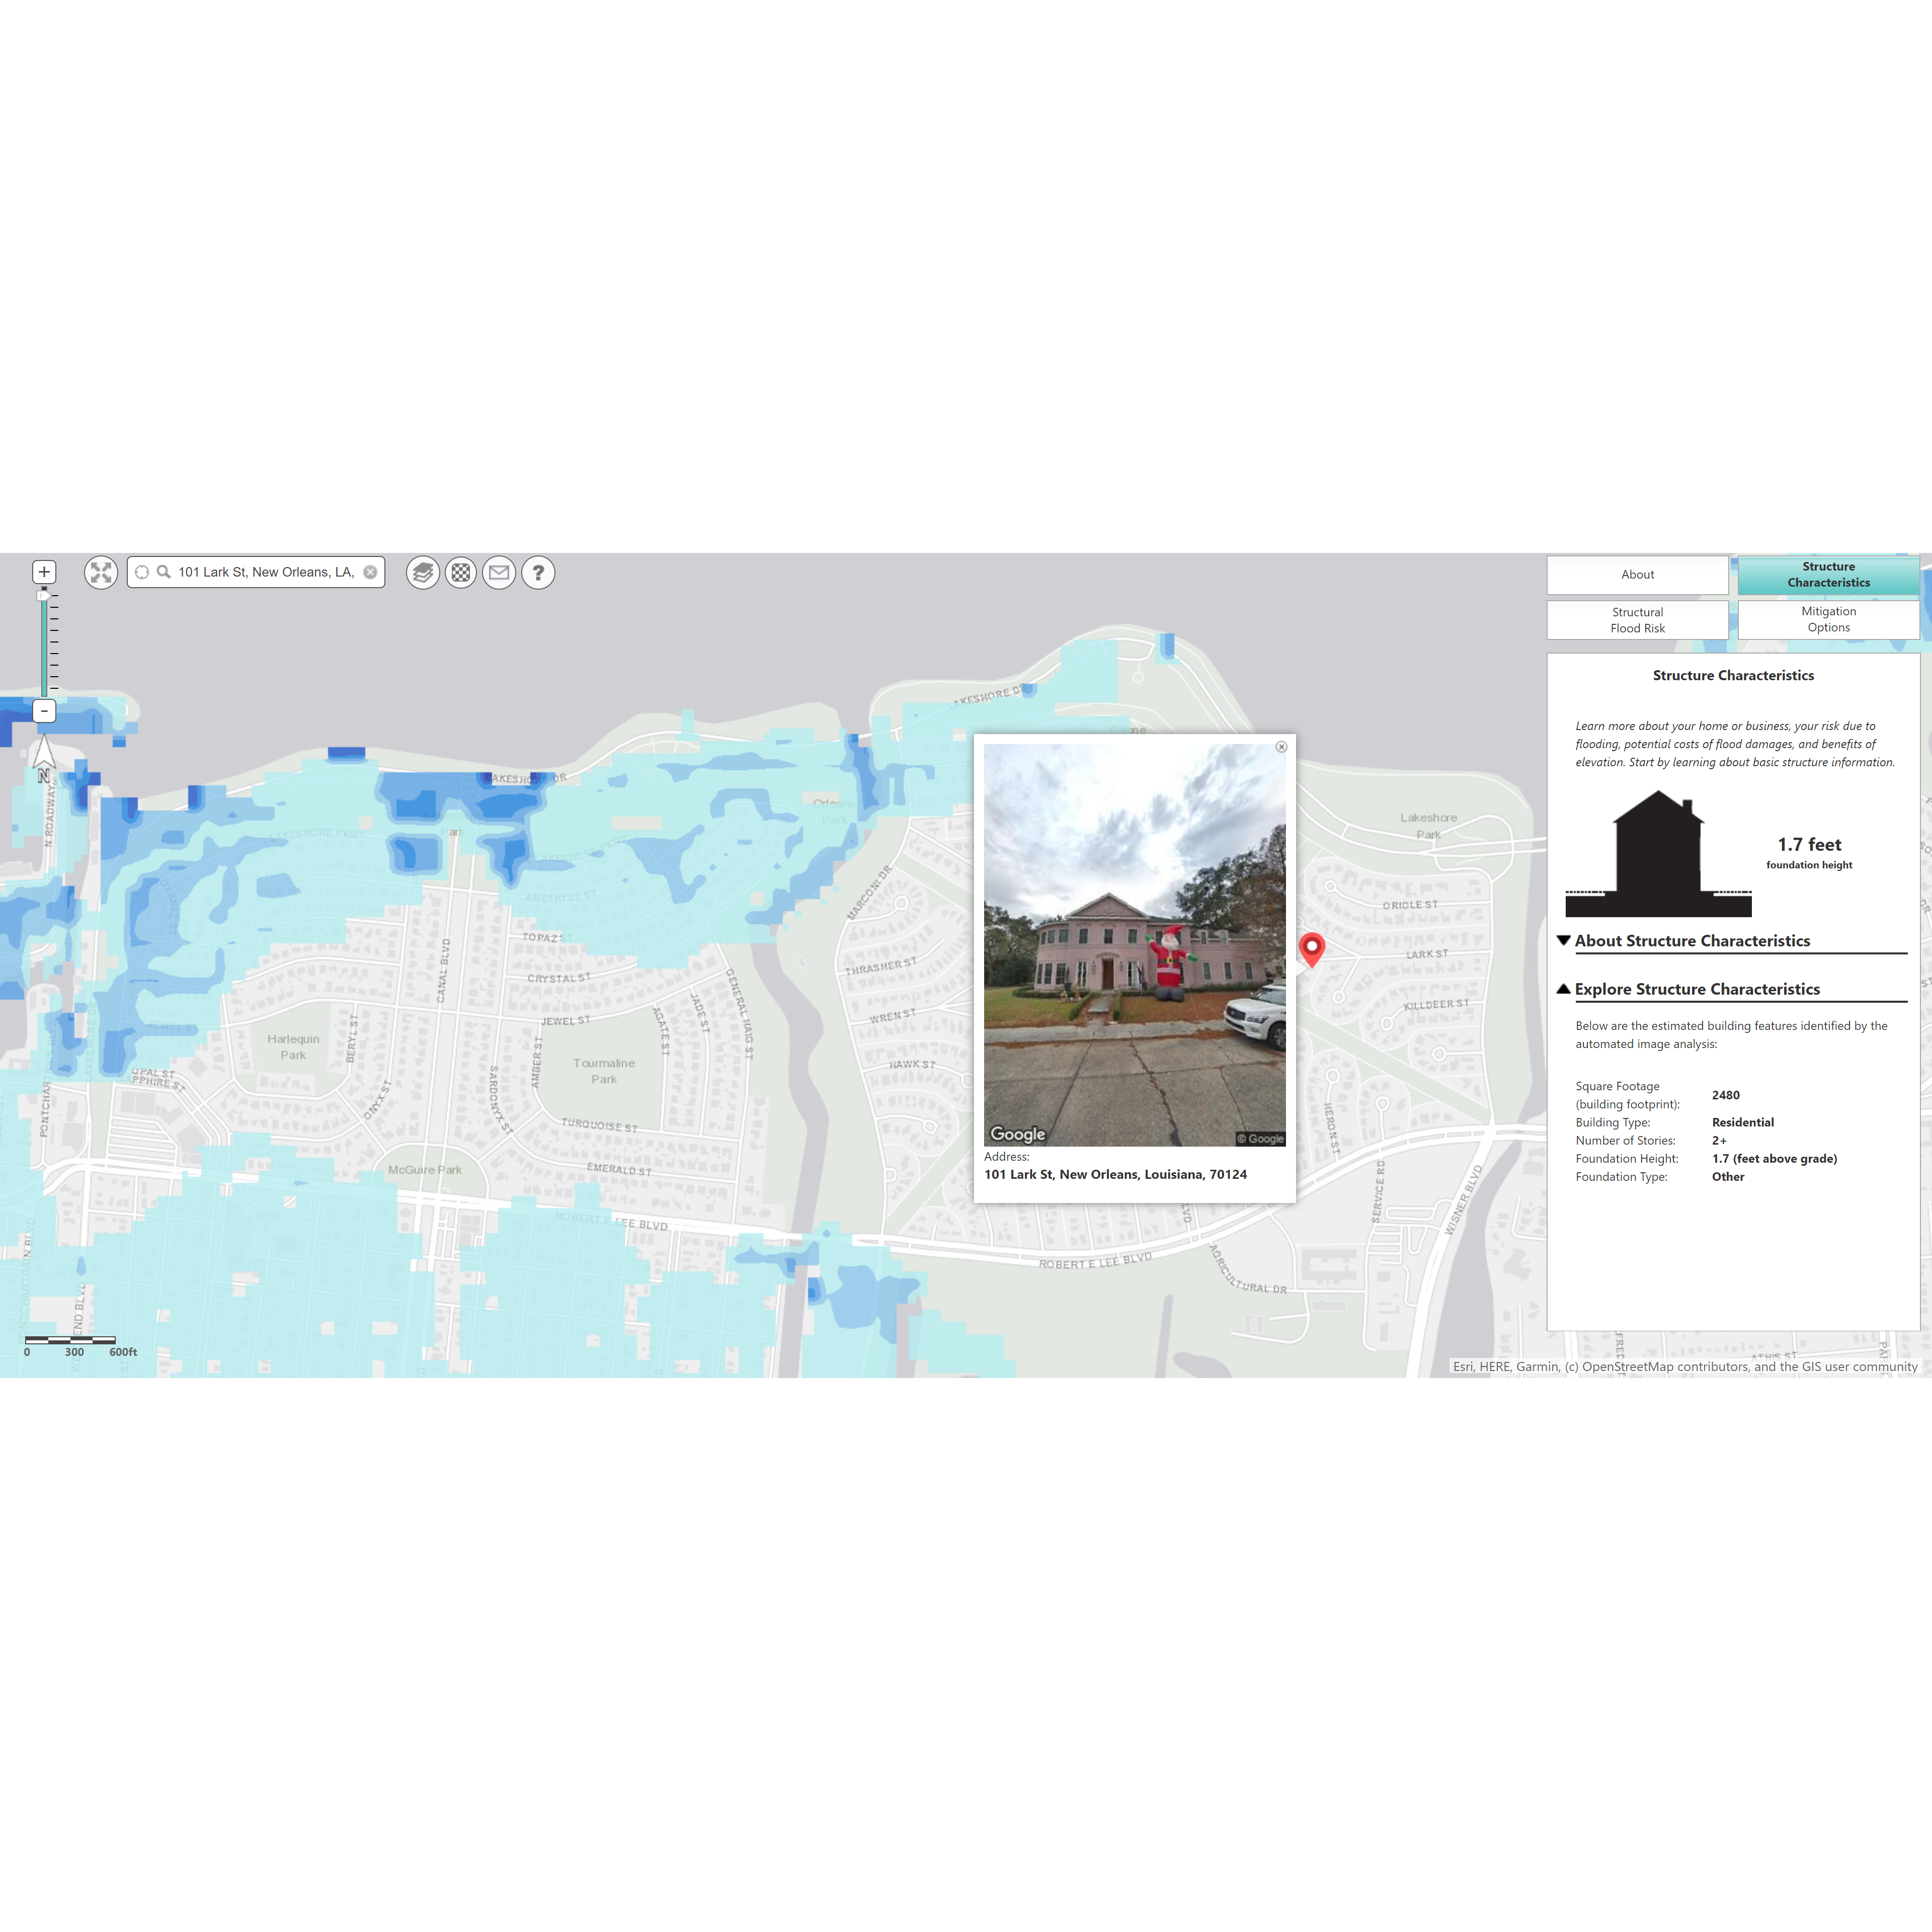 101 Lark St, New Orleans, LA,
?
+
-
N
About
Structure
Characteristics
Structural
Flood Risk
Mitigation
Options
Structure Characteristics
Learn more about your home or business, your risk due to
flooding, potential costs of flood damages, and benefits of
elevation. Start by learning about basic structure information.
1.7 feet
foundation height
About Structure Characteristics
Explore Structure Characteristics
Below are the estimated building features identified by the
automated image analysis:
Square Footage
(building footprint):
2480
Building Type: Residential
Number of Stories: 2+
Foundation Height: 1.7 (feet above grade)
Foundation Type: Other
Google
© Google
Address:
101 Lark St, New Orleans, Louisiana, 70124
LAKESHORE DR
LAKESHORE DR
N ROADWAY
LAKESHORE PKWY
LAKESHORE PKWY
Park
Orleans
Park
AMETHYST ST
TOPAZ ST
CRYSTAL ST
CANAL BLVD
JEWEL ST
Harlequin
Park
BERYL ST
AMBER ST
Tourmaline
Park
AGATE ST
JADE ST
GENERAL HAIG ST
MARCONI DR
THRASHER ST
WREN ST
HAWK ST
OPAL ST
ONYX ST
SARDONYX ST
TURQUOISE ST
EMERALD ST
McGuire Park
ROBERT E LEE BLVD
ROBERT E LEE BLVD
AGRICULTURAL DR
SERVICE RD
WISNER BLVD
HERON ST
Lakeshore
Park
ORIOLE ST
LARK ST
KILLDEER ST
BLVD
0 300 600ft
Esri, HERE, Garmin, (c) OpenStreetMap contributors, and the GIS user community